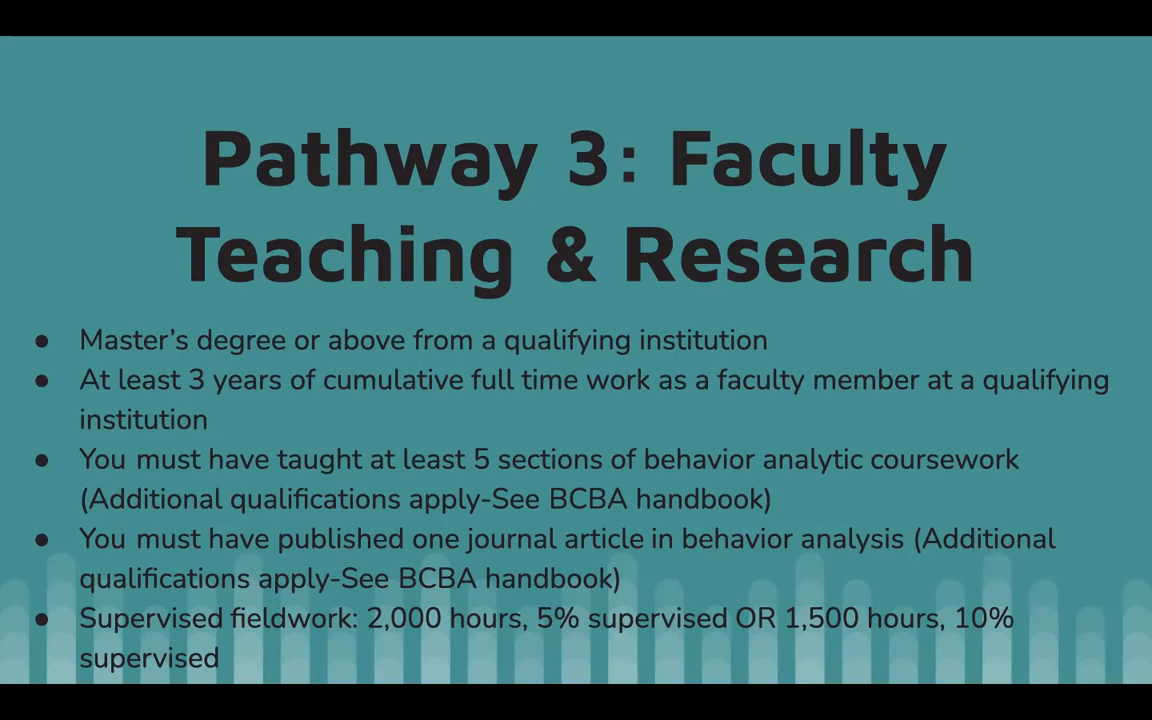 Pathway 3: Faculty
Teaching & Research
● Master’s degree or above from a qualifying institution
● At least 3 years of cumulative full time work as a faculty member at a qualifying
institution
● You must have taught at least 5 sections of behavior analytic coursework
(Additional qualifications apply-See BCBA handbook)
● You must have published one journal article in behavior analysis (Additional
qualifications apply-See BCBA handbook)
● Supervised fieldwork: 2,000 hours, 5% supervised OR 1,500 hours, 10%
supervised